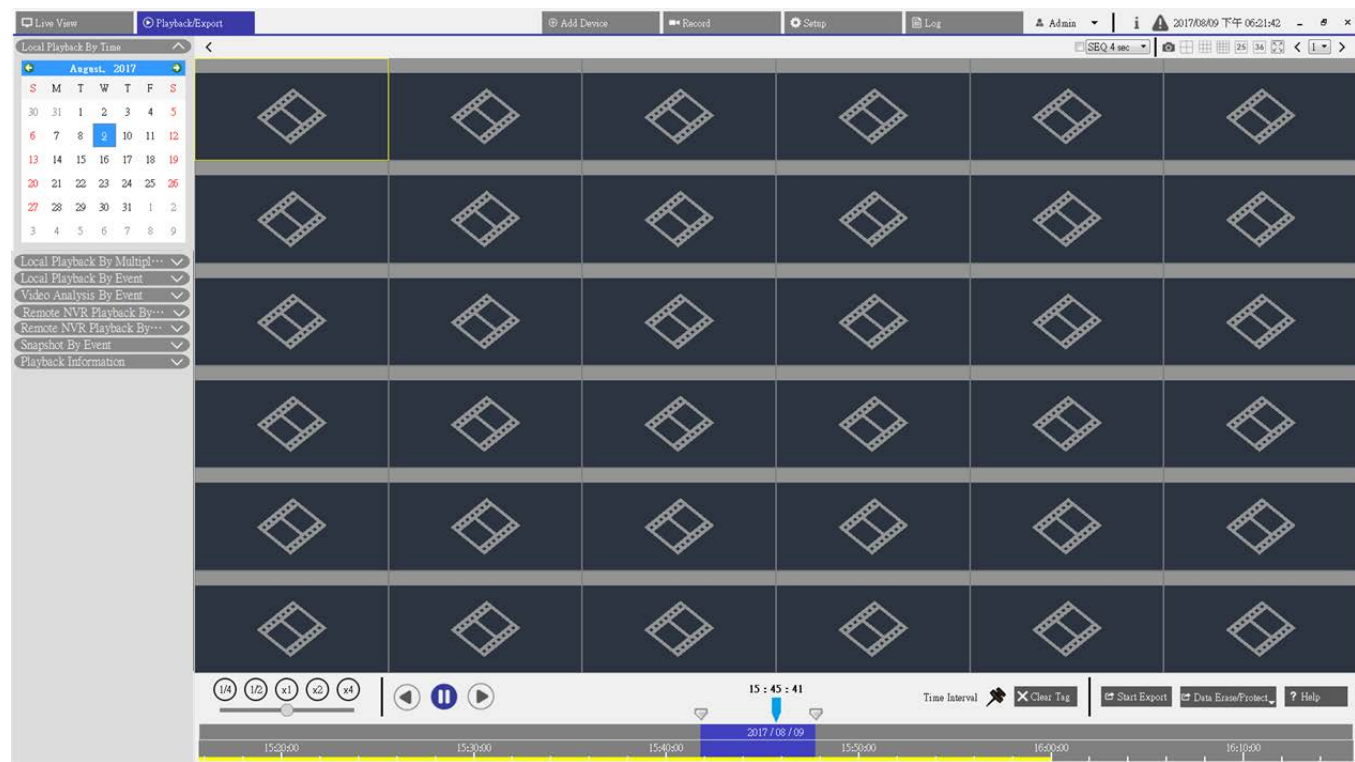 Live View Playback/Export Add Device Record Setup Log Admin i 2017/08/09 下午 06:21:42
Local Playback By Time
SEQ 4 sec 25 36 1
August, 2017
S M T W T F S
30 31 1 2 3 4 5
6 7 8 9 10 11 12
13 14 15 16 17 18 19
20 21 22 23 24 25 26
27 28 29 30 31 1 2
3 4 5 6 7 8 9
Local Playback By Multipl···
Local Playback By Event
Video Analysis By Event
Remote NVR Playback By···
Remote NVR Playback By···
Snapshot By Event
Playback Information
1/4 1/2 x1 x2 x4
15 : 45 : 41
Time Interval Clear Tag Start Export Data Erase/Protect ? Help
2017 / 08 / 09
15:20:00 15:30:00 15:40:00 15:50:00 16:00:00 16:10:00